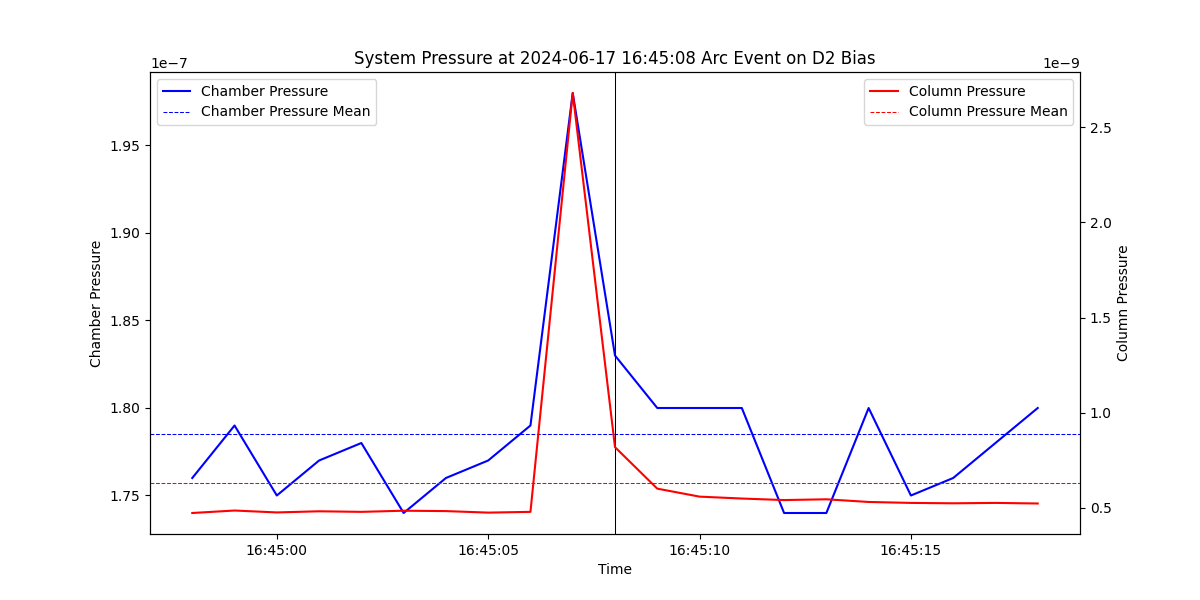 System Pressure at 2024-06-17 16:45:08 Arc Event on D2 Bias
1e−7
1e−9
Chamber Pressure
Chamber Pressure Mean
Column Pressure
Column Pressure Mean
1.95
1.90
1.85
1.80
1.75
Chamber Pressure
2.5
2.0
1.5
1.0
0.5
Column Pressure
16:45:00
16:45:05
16:45:10
16:45:15
Time